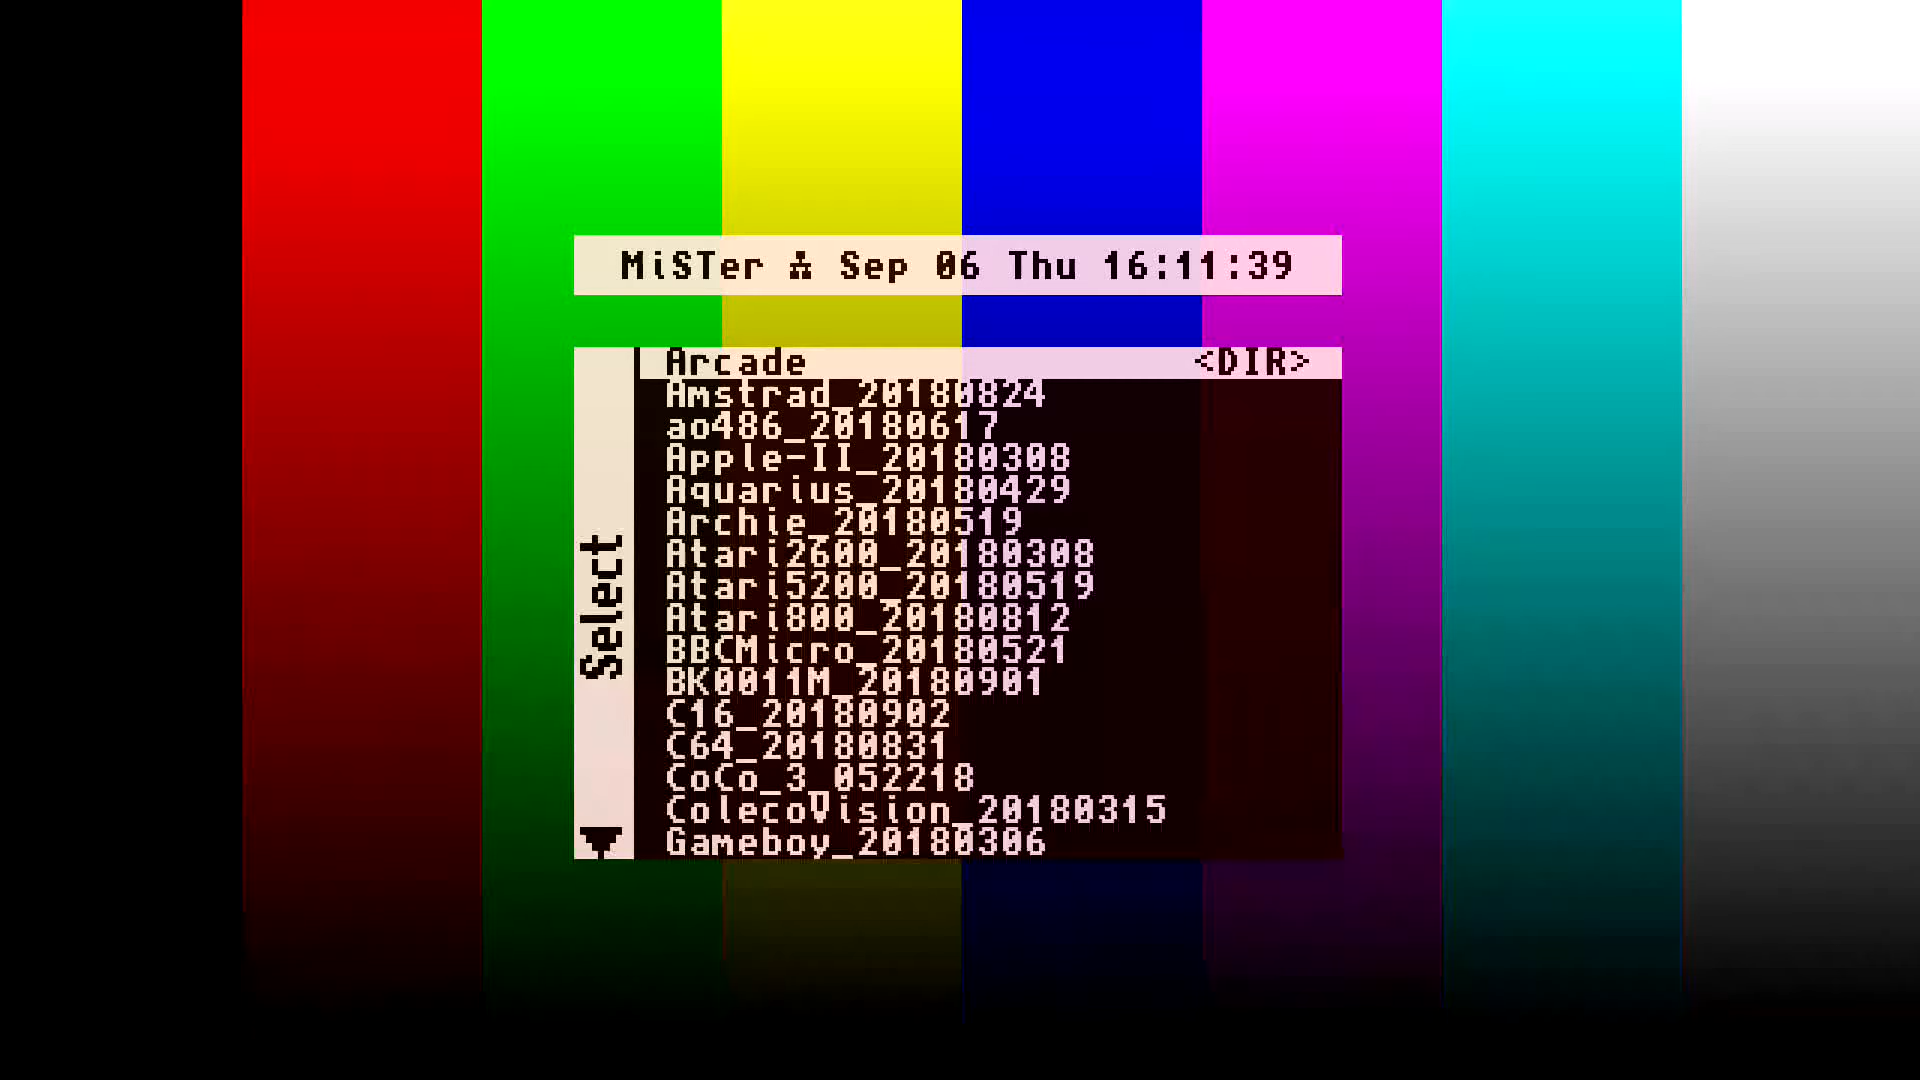 MiSTer Sep 06 Thu 16:11:39
Select
Arcade <DIR>
Amstrad_20180824
ao486_20180617
Apple-II_20180308
Aquarius_20180429
Archie_20180519
Atari2600_20180308
Atari5200_20180519
Atari800_20180812
BBCMicro_20180521
BK0011M_20180901
C16_20180902
C64_20180831
CoCo_3_052218
ColecoVision_20180315
Gameboy_20180306